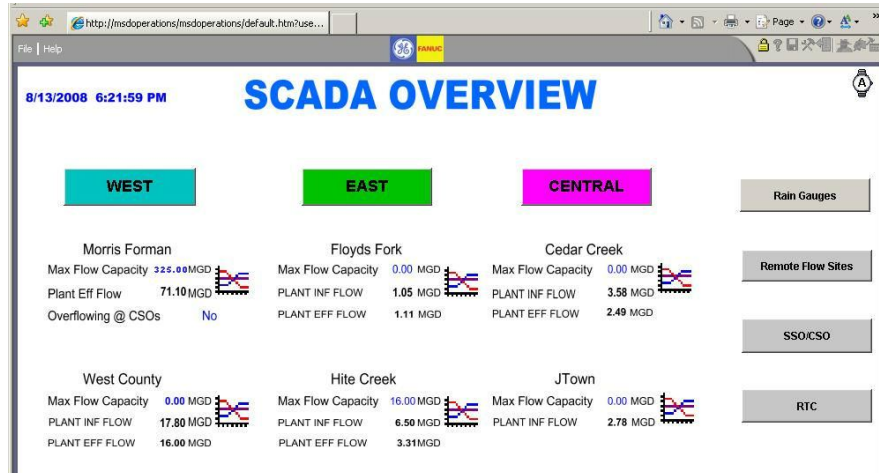 http://msdoperations/msdoperations/default.htm?use...
Page
File | Help
FANUC
8/13/2008 6:21:59 PM
SCADA OVERVIEW
A
WEST
EAST
CENTRAL
Rain Gauges
Remote Flow Sites
SSO/CSO
RTC
Morris Forman
Max Flow Capacity 325.00MGD
Plant Eff Flow 71.10 MGD
Overflowing @ CSOs No
Floyds Fork
Max Flow Capacity 0.00 MGD
PLANT INF FLOW 1.05 MGD
PLANT EFF FLOW 1.11 MGD
Cedar Creek
Max Flow Capacity 0.00 MGD
PLANT INF FLOW 3.58 MGD
PLANT EFF FLOW 2.49 MGD
West County
Max Flow Capacity 0.00 MGD
PLANT INF FLOW 17.80 MGD
PLANT EFF FLOW 16.00 MGD
Hite Creek
Max Flow Capacity 16.00 MGD
PLANT INF FLOW 6.50 MGD
PLANT EFF FLOW 3.31MGD
JTown
Max Flow Capacity 0.00 MGD
PLANT INF FLOW 2.78 MGD